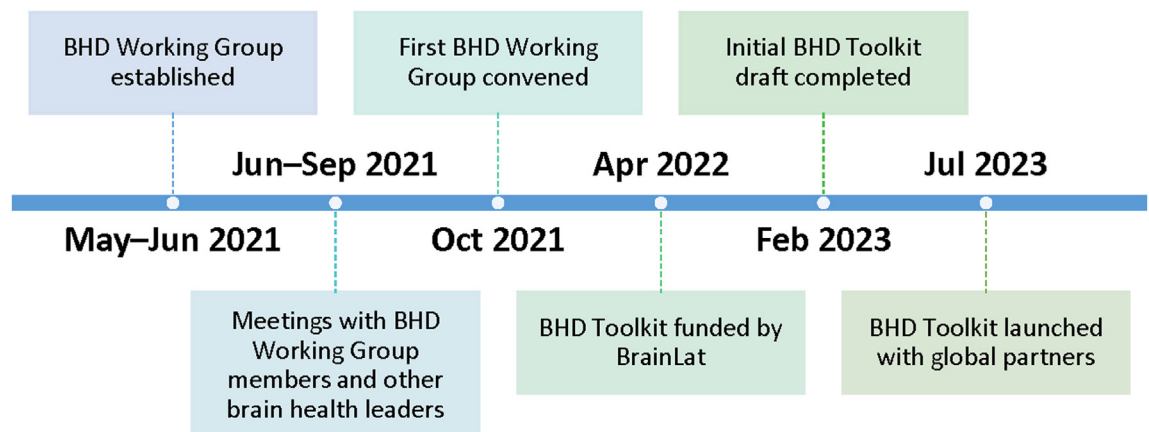 BHD Working Group
established
First BHD Working
Group convened
Initial BHD Toolkit
draft completed
Jun–Sep 2021
Apr 2022
Jul 2023
May–Jun 2021
Oct 2021
Feb 2023
Meetings with BHD
Working Group
members and other
brain health leaders
BHD Toolkit funded by
BrainLat
BHD Toolkit launched
with global partners